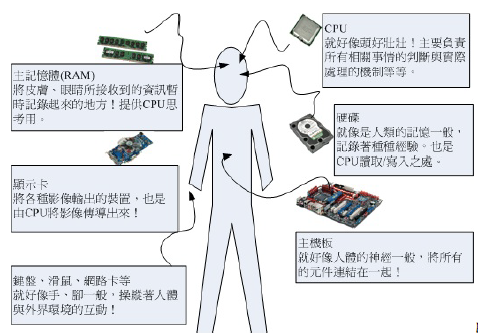 主記憶體(RAM)
將皮膚、眼睛所接收到的資訊暫
時記錄起來的地方！提供CPU思
考用。
CPU
就好像頭好壯壯！主要負責
所有相關事情的判斷與實際
處理的機制等等。
硬碟
就像是人類的記憶一般，
記錄著種種經驗。也是
CPU讀取/寫入之處。
顯示卡
將各種影像輸出的裝置，也是
由CPU將影像傳導出來！
主機板
就好像人體的神經一般，將所有
的元件連結在一起！
鍵盤、滑鼠、網路卡等
就好像手、腳一般，操縱著人體
與外界環境的互動！